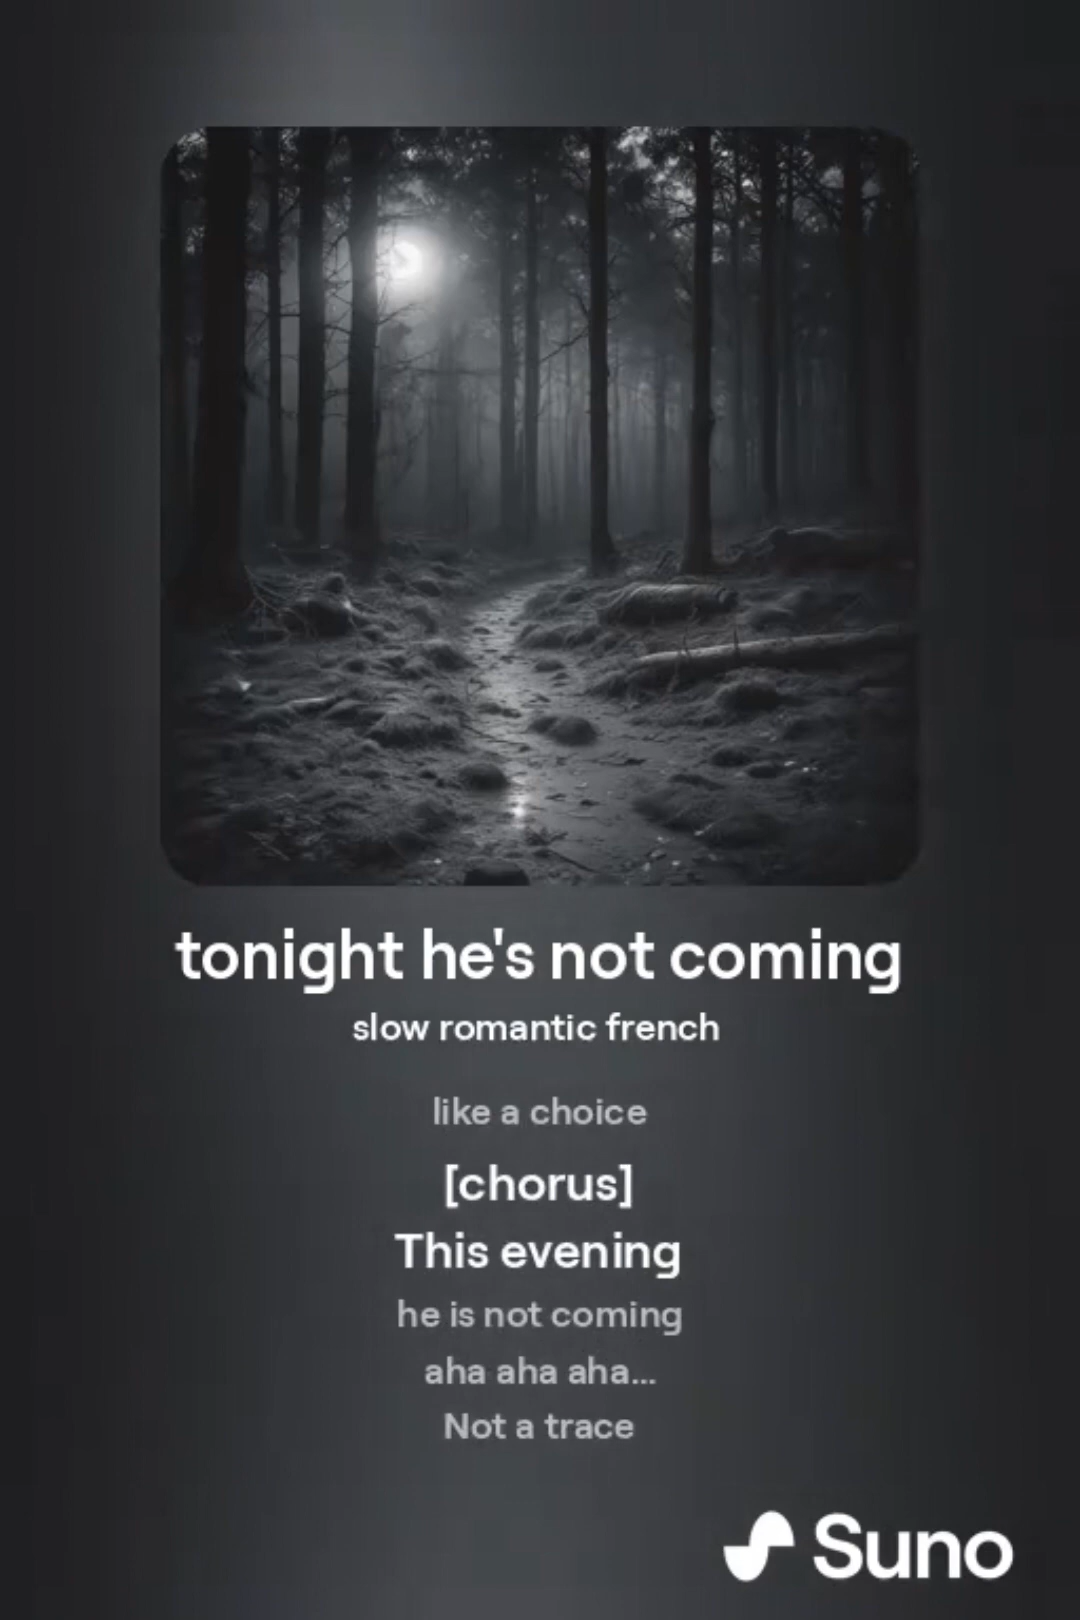 tonight he's not coming
slow romantic french
like a choice
[chorus]
This evening
he is not coming
aha aha aha...
Not a trace
Suno